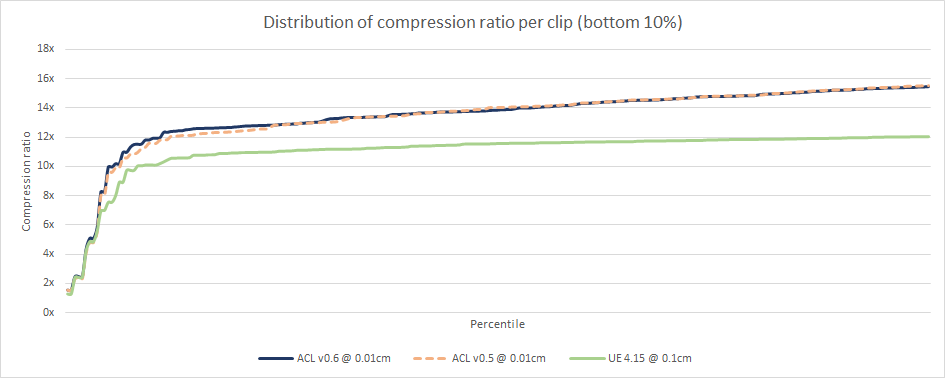 Distribution of compression ratio per clip (bottom 10%)
18x
16x
14x
12x
10x
8x
6x
4x
2x
0x
Compression ratio
Percentile
ACL v0.6 @ 0.01cm
ACL v0.5 @ 0.01cm
UE 4.15 @ 0.1cm